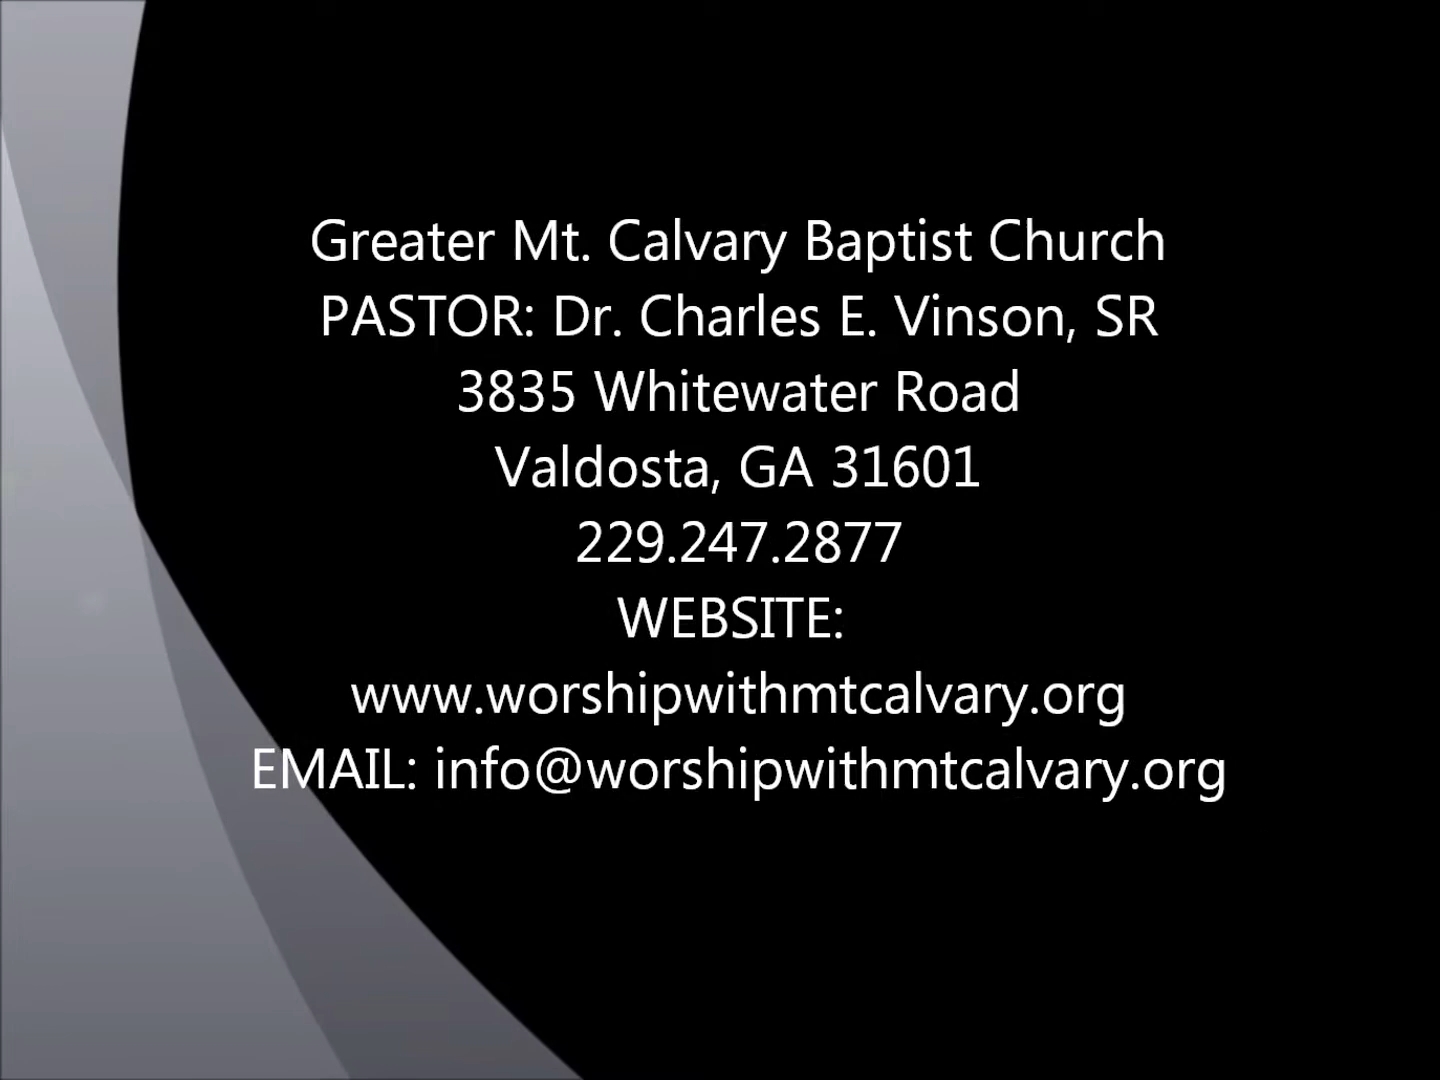 Greater Mt. Calvary Baptist Church
PASTOR: Dr. Charles E. Vinson, SR
3835 Whitewater Road
Valdosta, GA 31601
229.247.2877
WEBSITE:
www.worshipwithmtcalvary.org
EMAIL: info@worshipwithmtcalvary.org